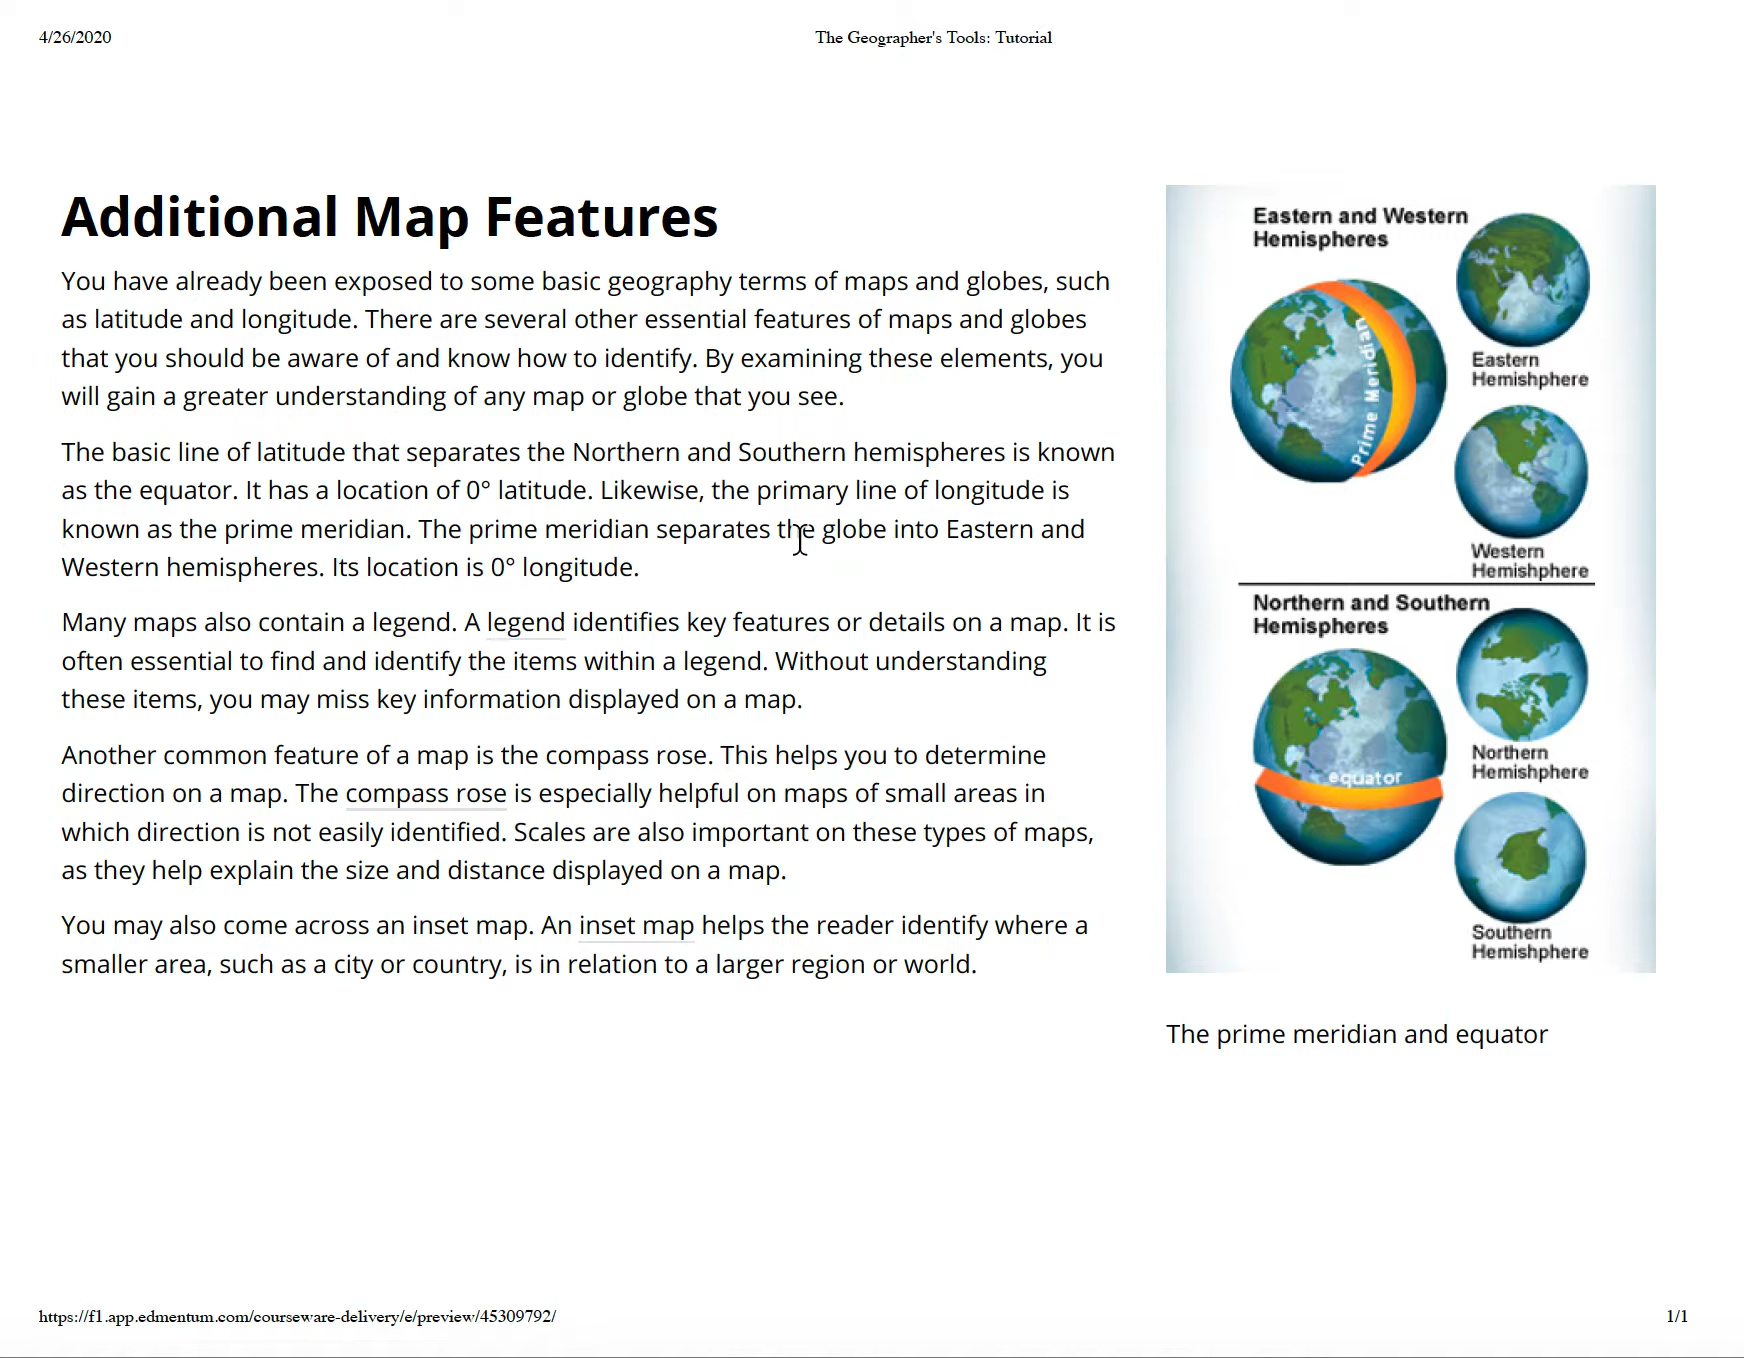 4/26/2020
The Geographer's Tools: Tutorial
Additional Map Features
You have already been exposed to some basic geography terms of maps and globes, such
as latitude and longitude. There are several other essential features of maps and globes
that you should be aware of and know how to identify. By examining these elements, you
will gain a greater understanding of any map or globe that you see.
The basic line of latitude that separates the Northern and Southern hemispheres is known
as the equator. It has a location of 0° latitude. Likewise, the primary line of longitude is
known as the prime meridian. The prime meridian separates the globe into Eastern and
Western hemispheres. Its location is 0° longitude.
Many maps also contain a legend. A legend identifies key features or details on a map. It is
often essential to find and identify the items within a legend. Without understanding
these items, you may miss key information displayed on a map.
Another common feature of a map is the compass rose. This helps you to determine
direction on a map. The compass rose is especially helpful on maps of small areas in
which direction is not easily identified. Scales are also important on these types of maps,
as they help explain the size and distance displayed on a map.
You may also come across an inset map. An inset map helps the reader identify where a
smaller area, such as a city or country, is in relation to a larger region or world.
Eastern and Western
Hemispheres
Prime Meridian
Eastern
Hemishphere
Western
Hemishphere
Northern and Southern
Hemispheres
equator
Northern
Hemishphere
Southern
Hemishphere
The prime meridian and equator
https://f1.app.edmentum.com/courseware-delivery/e/preview/45309792/
1/1